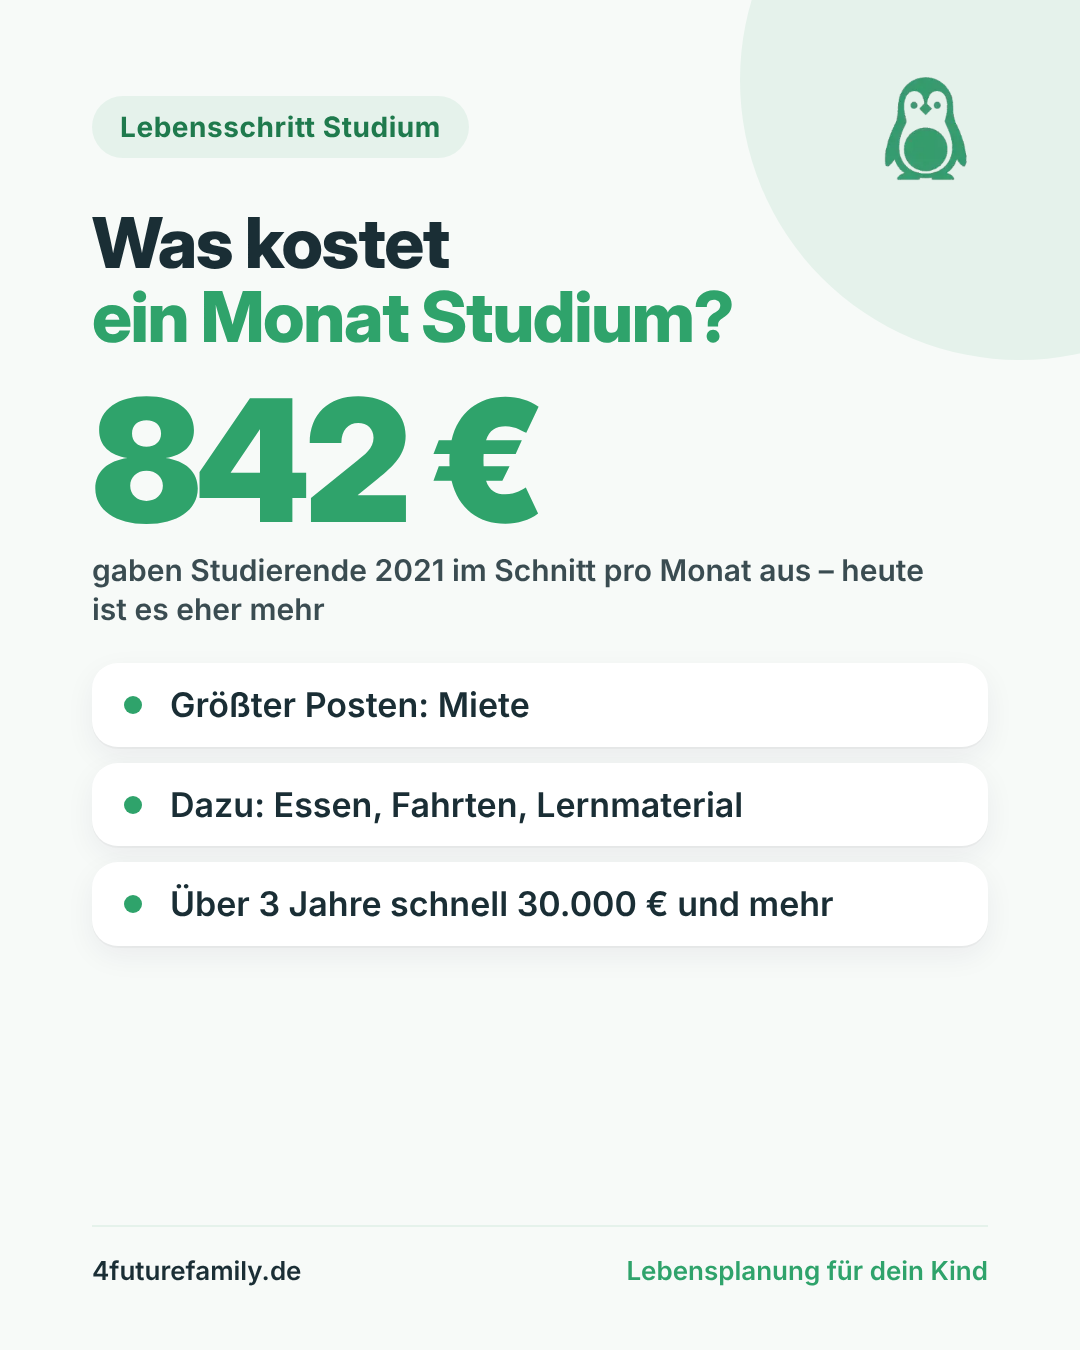 Lebensschritt Studium
Was kostet
ein Monat Studium?
842 €
gaben Studierende 2021 im Schnitt pro Monat aus – heute
ist es eher mehr
Größter Posten: Miete
Dazu: Essen, Fahrten, Lernmaterial
Über 3 Jahre schnell 30.000 € und mehr
4futurefamily.de
Lebensplanung für dein Kind